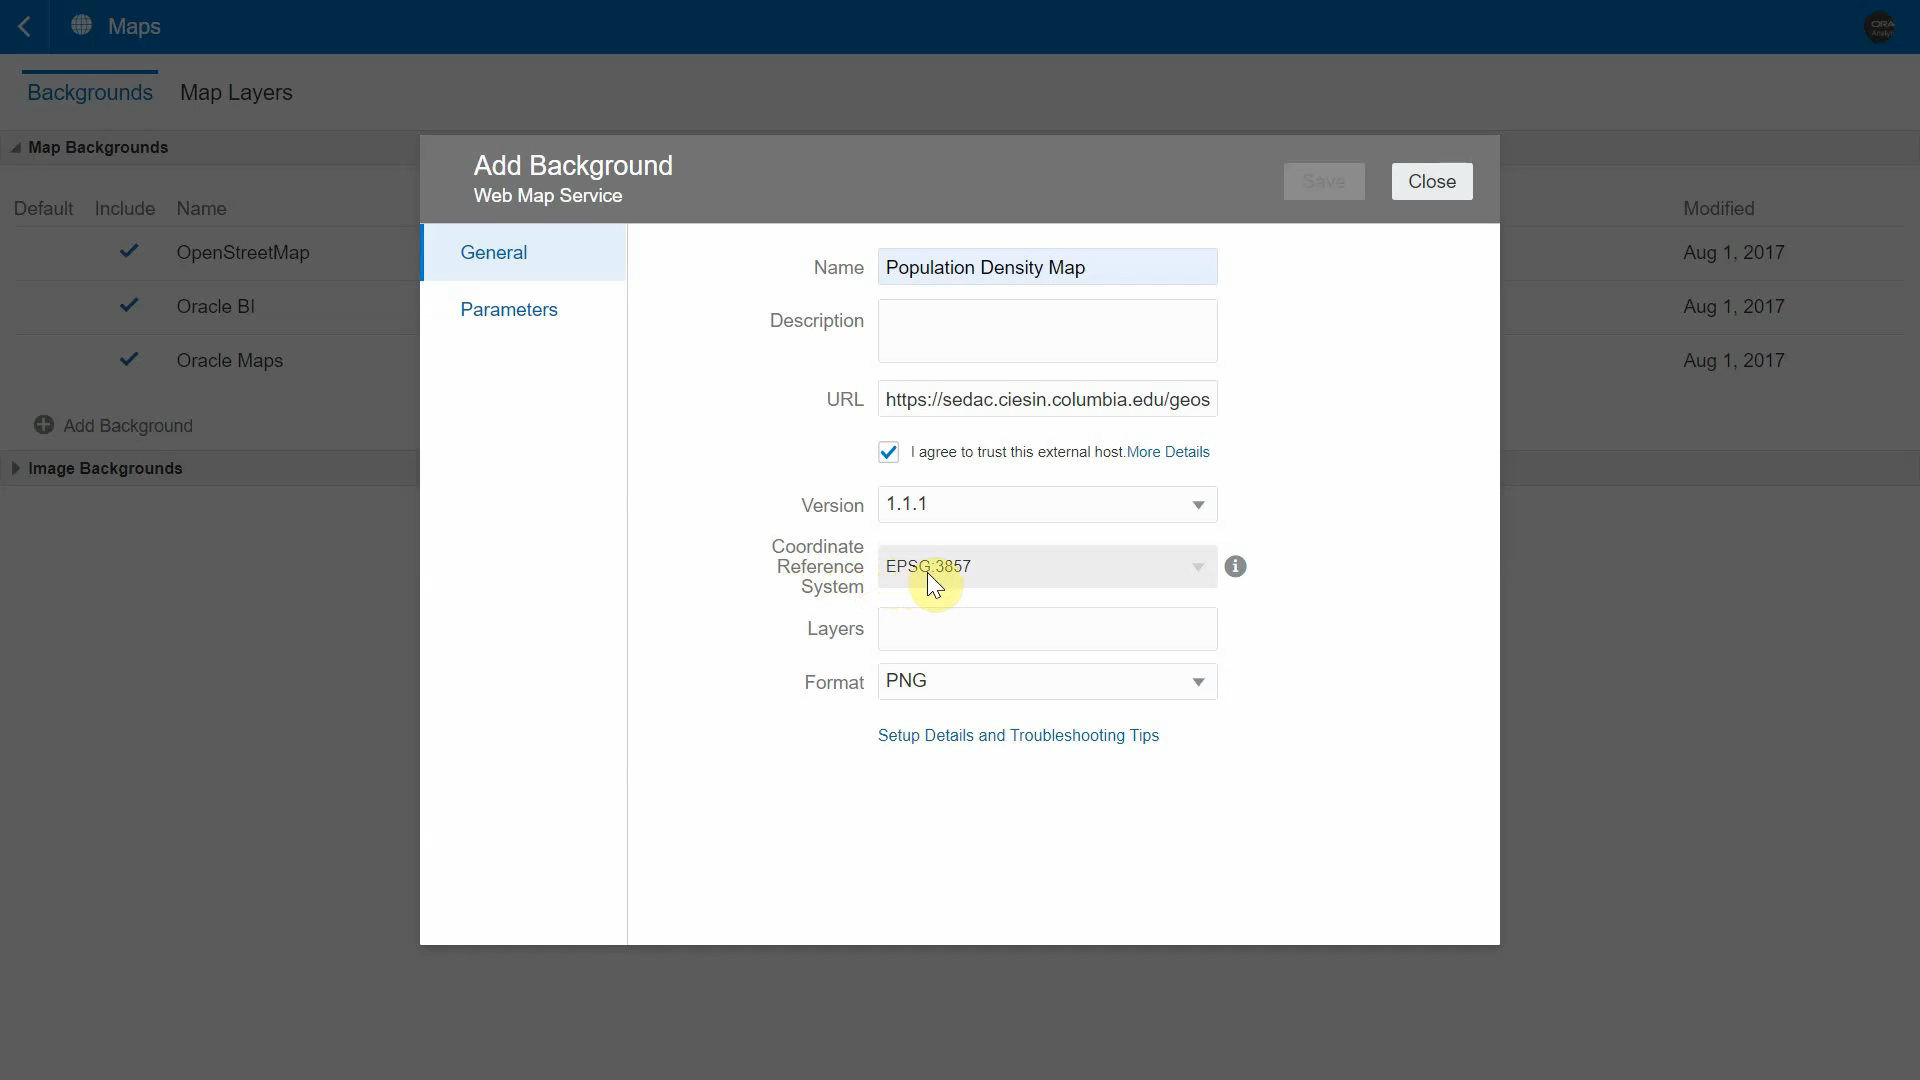 Maps
ORA
Analyti
Backgrounds Map Layers
Map Backgrounds
Default Include Name Modified
OpenStreetMap Aug 1, 2017
Oracle BI Aug 1, 2017
Oracle Maps Aug 1, 2017
Add Background
Image Backgrounds
Add Background
Web Map Service
Save Close
General
Parameters
Name Population Density Map
Description
URL https://sedac.ciesin.columbia.edu/geos
I agree to trust this external host. More Details
Version 1.1.1
Coordinate
Reference EPSG:3857
System
Layers
Format PNG
Setup Details and Troubleshooting Tips